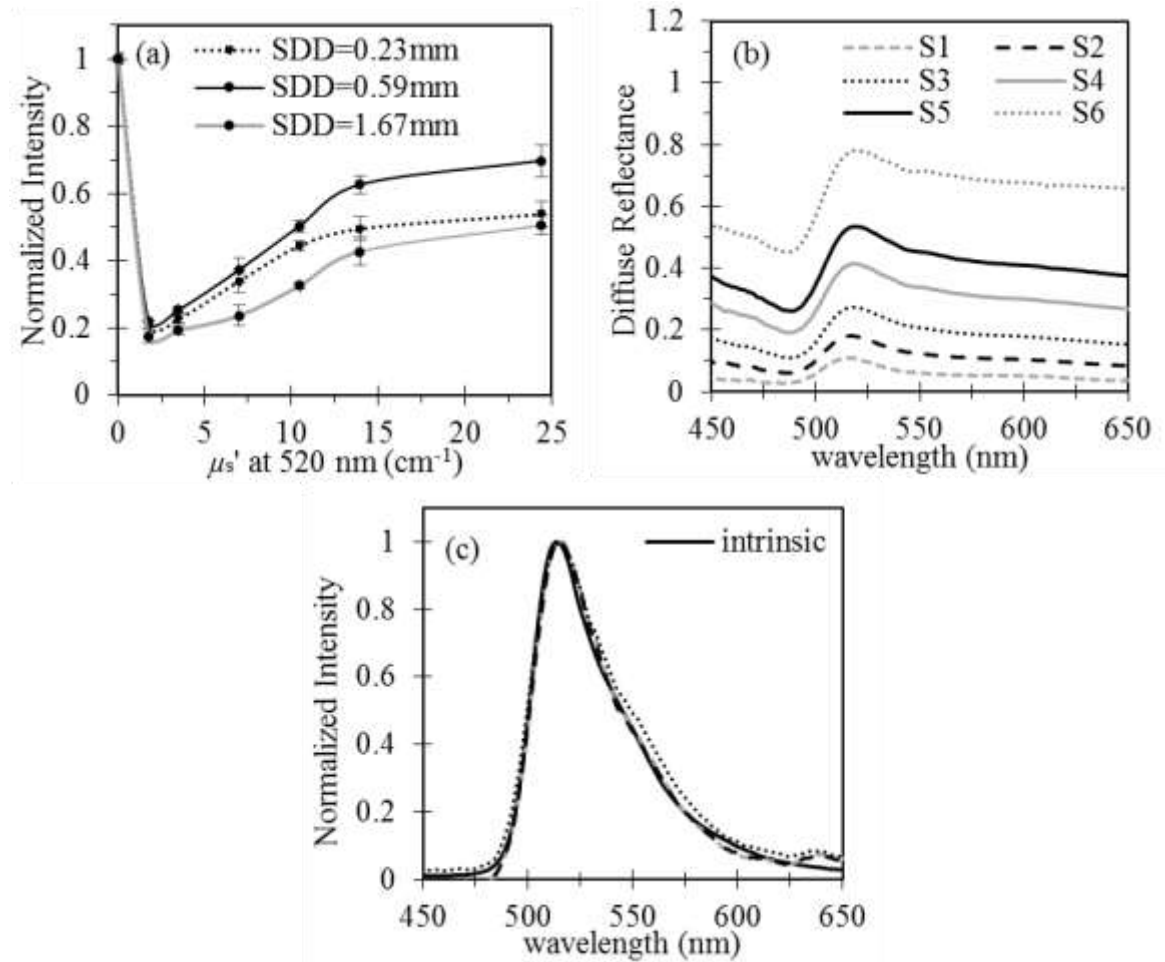 (a)
SDD=0.23mm
SDD=0.59mm
SDD=1.67mm
Normalized Intensity
1
0.8
0.6
0.4
0.2
0
0 5 10 15 20 25
μs' at 520 nm (cm-1)
(b)
S1 S2
S3 S4
S5 S6
Diffuse Reflectance
1.2
1
0.8
0.6
0.4
0.2
0
450 500 550 600 650
wavelength (nm)
(c)
intrinsic
Normalized Intensity
1
0.8
0.6
0.4
0.2
0
450 500 550 600 650
wavelength (nm)